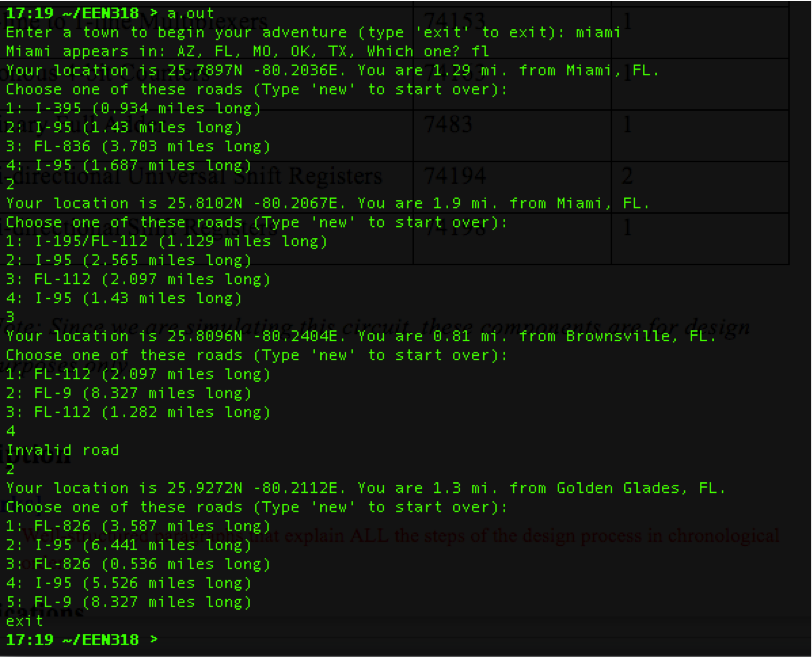 17:19 ~/EEN318 > a.out
Enter a town to begin your adventure (type 'exit' to exit): miami
Miami appears in: AZ, FL, MO, OK, TX, Which one? fl
Your location is 25.7897N -80.2036E. You are 1.29 mi. from Miami, FL.
Choose one of these roads (Type 'new' to start over):
1: I-395 (0.934 miles long)
2: I-95 (1.43 miles long)
3: FL-836 (3.703 miles long)
4: I-95 (1.687 miles long)
2
Your location is 25.8102N -80.2067E. You are 1.9 mi. from Miami, FL.
Choose one of these roads (Type 'new' to start over):
1: I-195/FL-112 (1.129 miles long)
2: I-95 (2.565 miles long)
3: FL-112 (2.097 miles long)
4: I-95 (1.43 miles long)
3
Your location is 25.8096N -80.2404E. You are 0.81 mi. from Brownsville, FL.
Choose one of these roads (Type 'new' to start over):
1: FL-112 (2.097 miles long)
2: FL-9 (8.327 miles long)
3: FL-112 (1.282 miles long)
4
Invalid road
2
Your location is 25.9272N -80.2112E. You are 1.3 mi. from Golden Glades, FL.
Choose one of these roads (Type 'new' to start over):
1: FL-826 (3.587 miles long)
2: I-95 (6.441 miles long)
3: FL-826 (0.536 miles long)
4: I-95 (5.526 miles long)
5: FL-9 (8.327 miles long)
exit
17:19 ~/EEN318 >
74153 1
7483 1
directional Universal Shift Registers 74194 2
1
Note: Since we are simulating this circuit, these components are for design
that explain ALL the steps of the design process in chronological